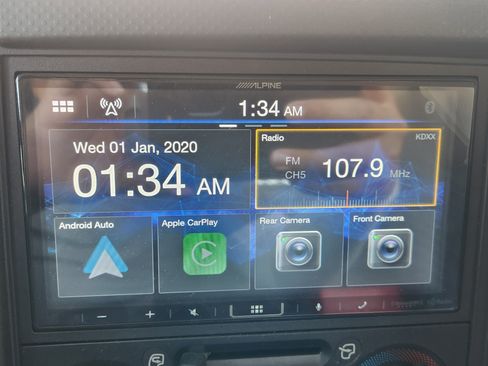 ALPINE
1:34 AM
Wed 01 Jan, 2020
01:34 AM
Radio
KDXX
FM
CH5
107.9 MHz
Android Auto
Apple CarPlay
Rear Camera
Front Camera